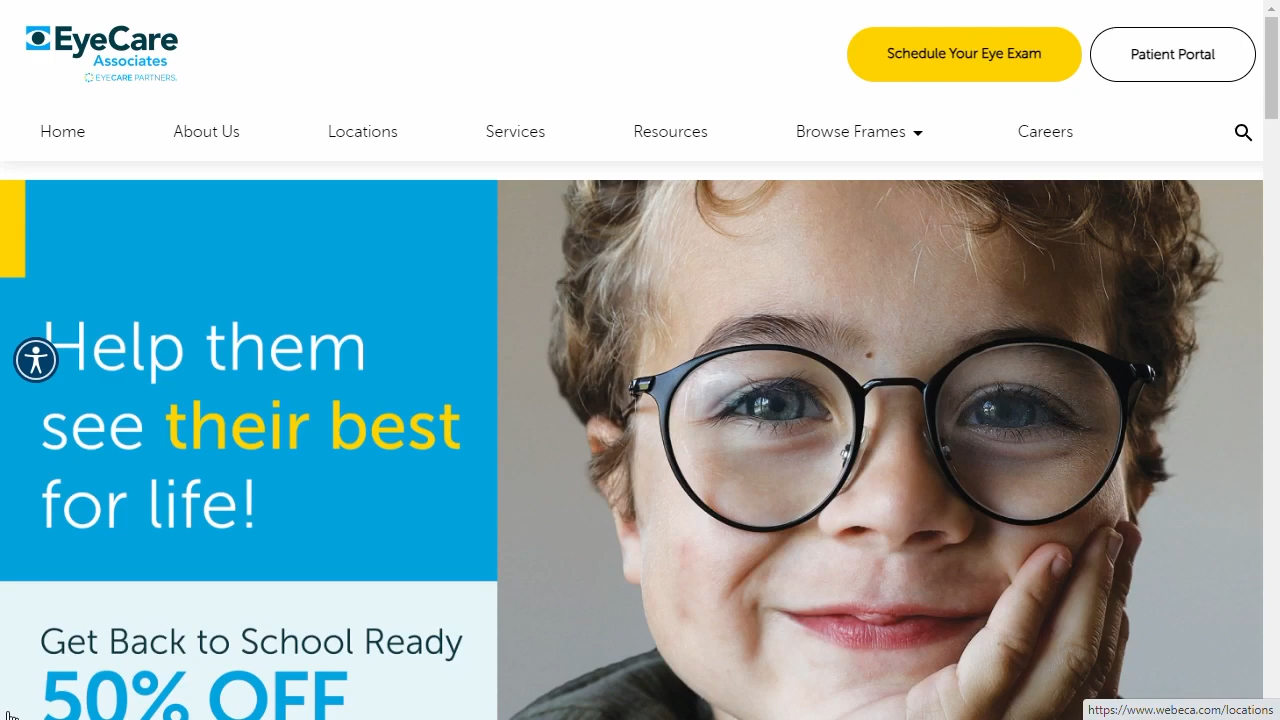 EyeCare
Associates
EYECARE PARTNERS.
Schedule Your Eye Exam
Patient Portal
Home
About Us
Locations
Services
Resources
Browse Frames
Careers
Help them
see their best
for life!
Get Back to School Ready
50% OFF
https://www.webeca.com/locations